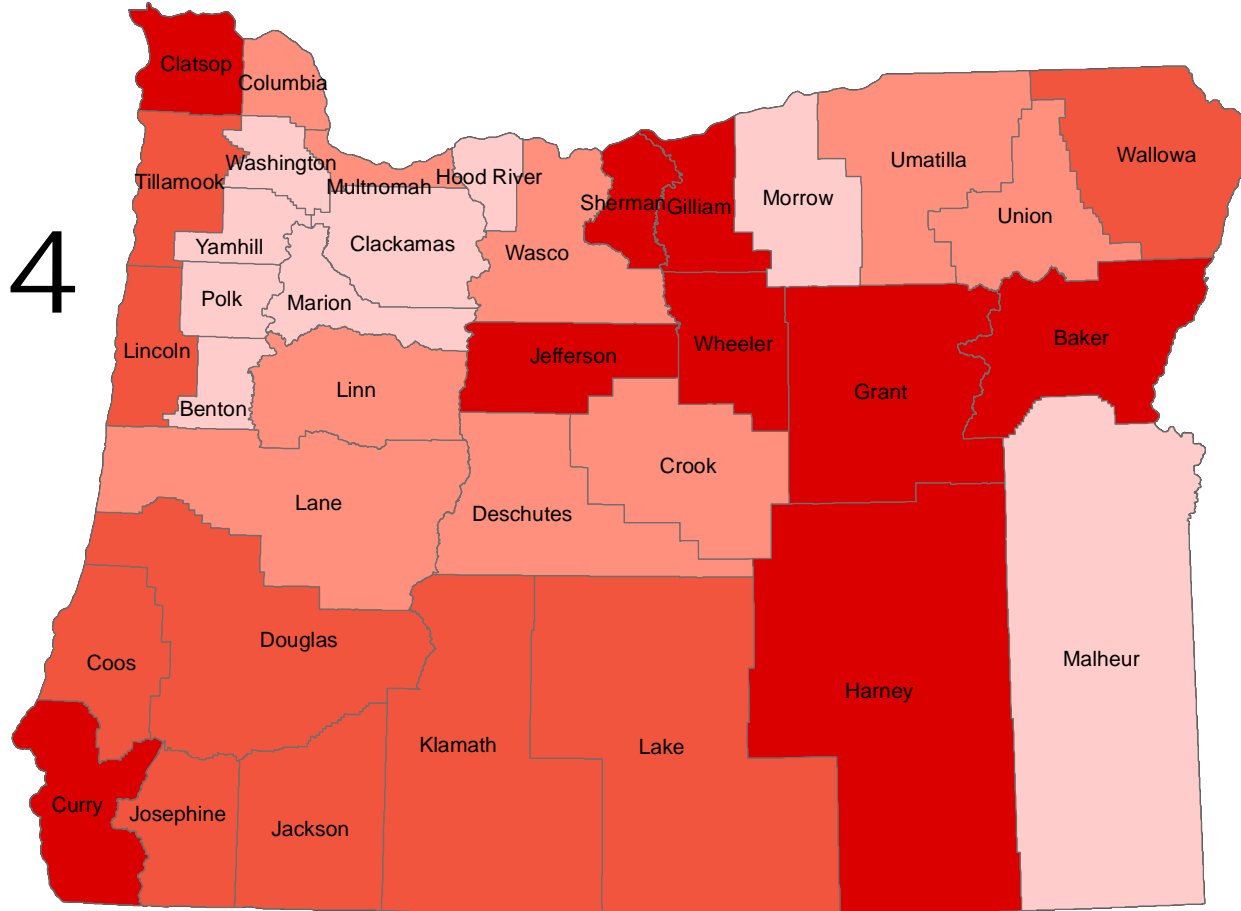 Clatsop
Columbia
Washington
Tillamook
Multnomah
Hood River
Umatilla
Wallowa
Sherman
Gilliam
Morrow
Union
4
Yamhill
Clackamas
Wasco
Polk
Marion
Lincoln
Jefferson
Wheeler
Baker
Linn
Grant
Benton
Crook
Lane
Deschutes
Douglas
Coos
Malheur
Harney
Klamath
Lake
Curry
Josephine
Jackson